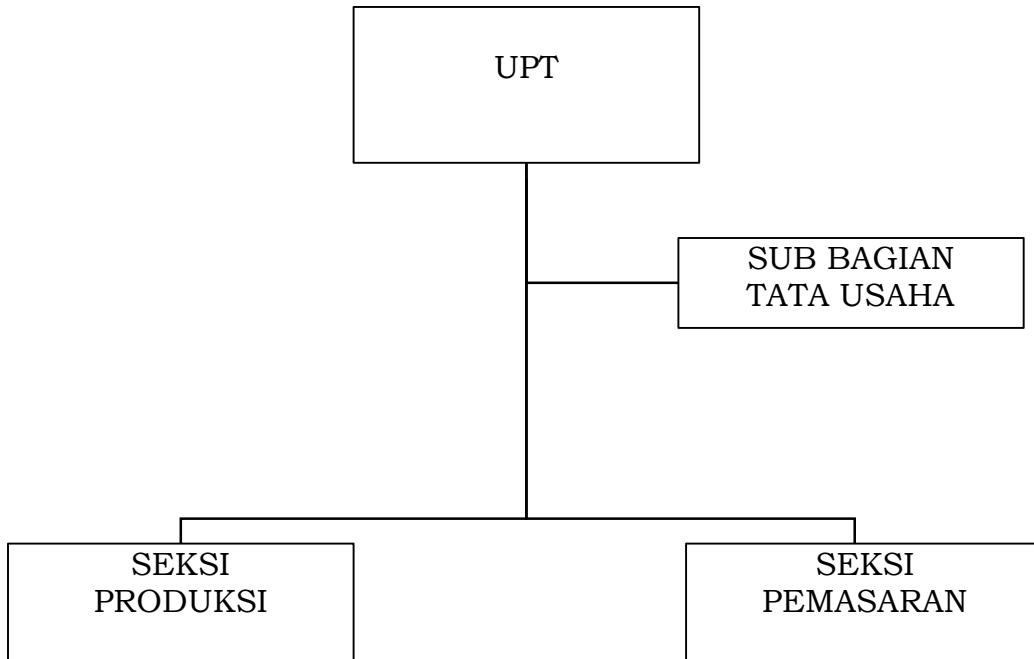 UPT
SUB BAGIAN
TATA USAHA
SEKSI
PRODUKSI
SEKSI
PEMASARAN